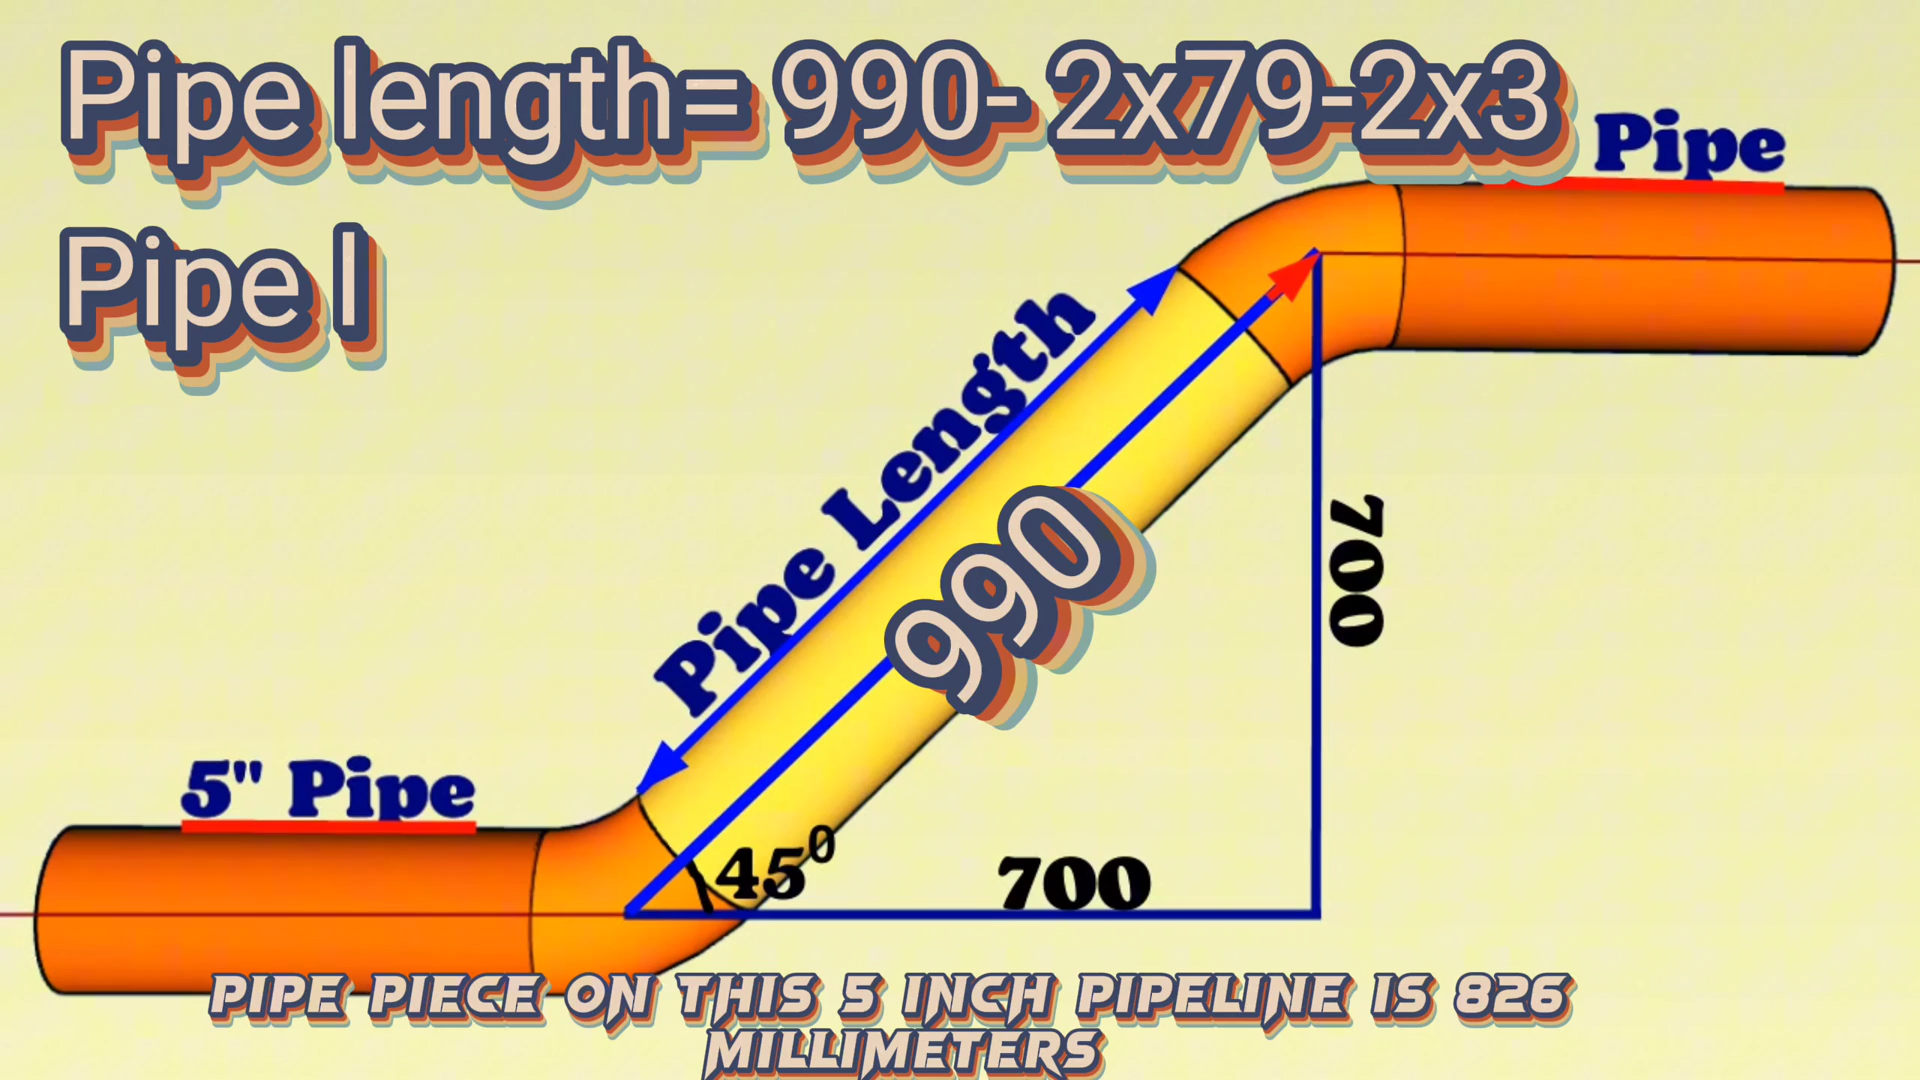 Pipe length= 990- 2x79-2x3
Pipe
Pipe l
Pipe Length
990
700
5" Pipe
45⁰
700
PIPE PIECE ON THIS 5 INCH PIPELINE IS 826
MILLIMETERS